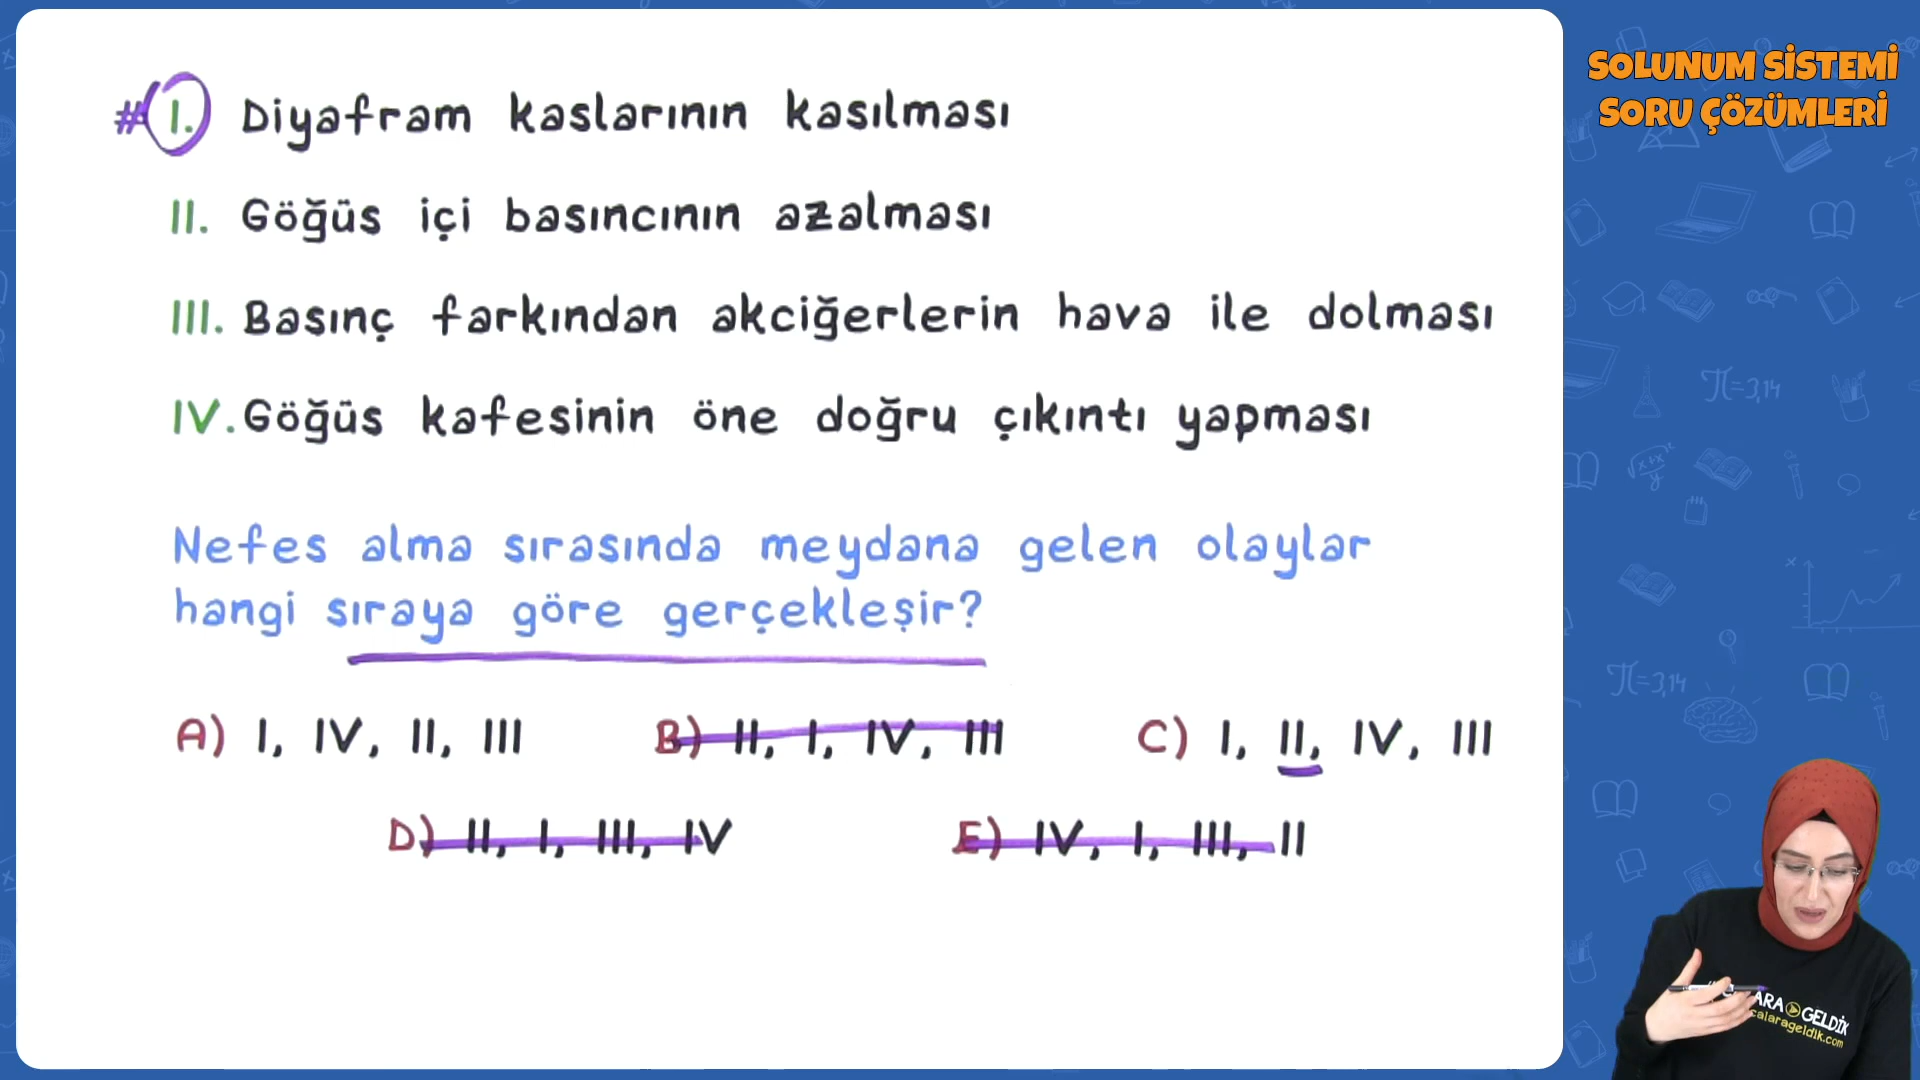 SOLUNUM SİSTEMİ
SORU ÇÖZÜMLERİ
#I. Diyafram kaslarının kasılması
II. Göğüs içi basıncının azalması
III. Basınç farkından akciğerlerin hava ile dolması
IV. Göğüs kafesinin öne doğru çıkıntı yapması
Nefes alma sırasında meydana gelen olaylar
hangi sıraya göre gerçekleşir?
A) I, IV, II, III B) II, I, IV, III C) I, II, IV, III
D) II, I, III, IV E) IV, I, III, II
π=3,14
π=3,14
GELDİK
calarageldik.com